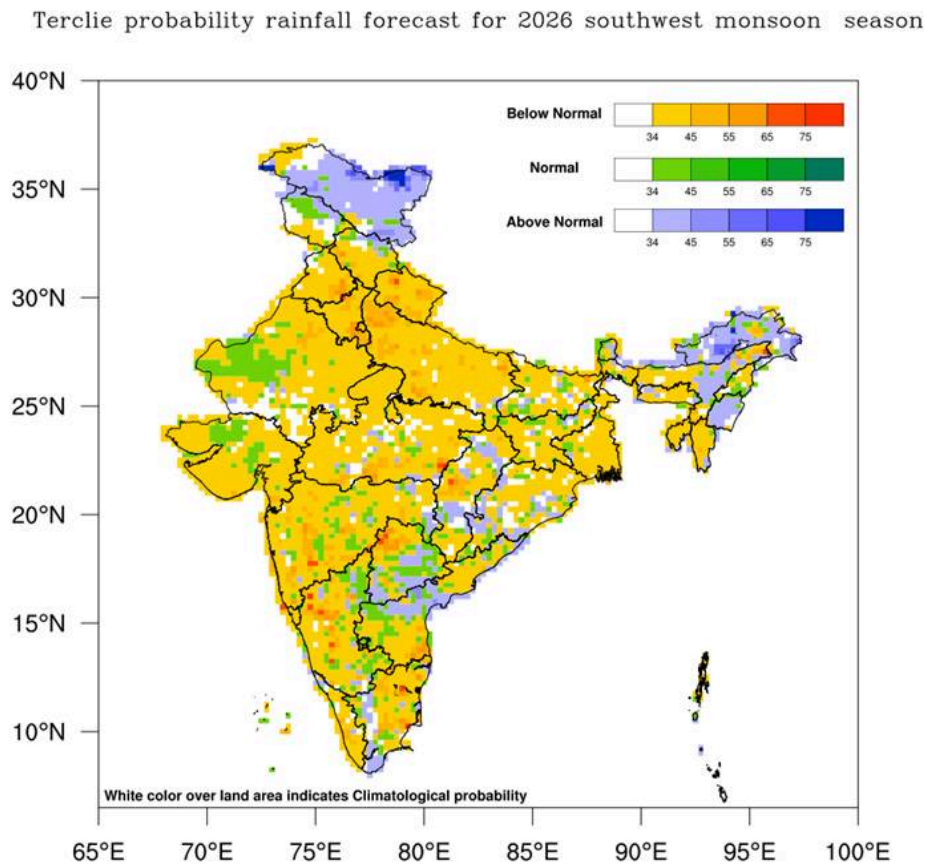 Terclie probability rainfall forecast for 2026 southwest monsoon season
40°N
35°N
30°N
25°N
20°N
15°N
10°N
Below Normal
34 45 55 65 75
Normal
34 45 55 65 75
Above Normal
34 45 55 65 75
White color over land area indicates Climatological probability
65°E 70°E 75°E 80°E 85°E 90°E 95°E 100°E